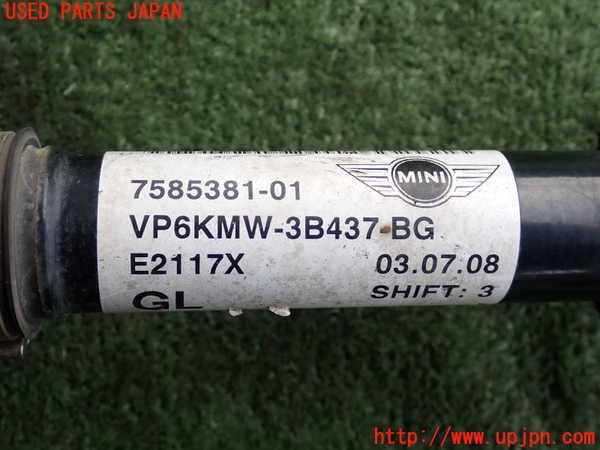 USED PARTS JAPAN
MINI
7585381-01
VP6KMW-3B437-BG
E2117X 03.07.08
GL SHIFT: 3
http://www.upjpn.com